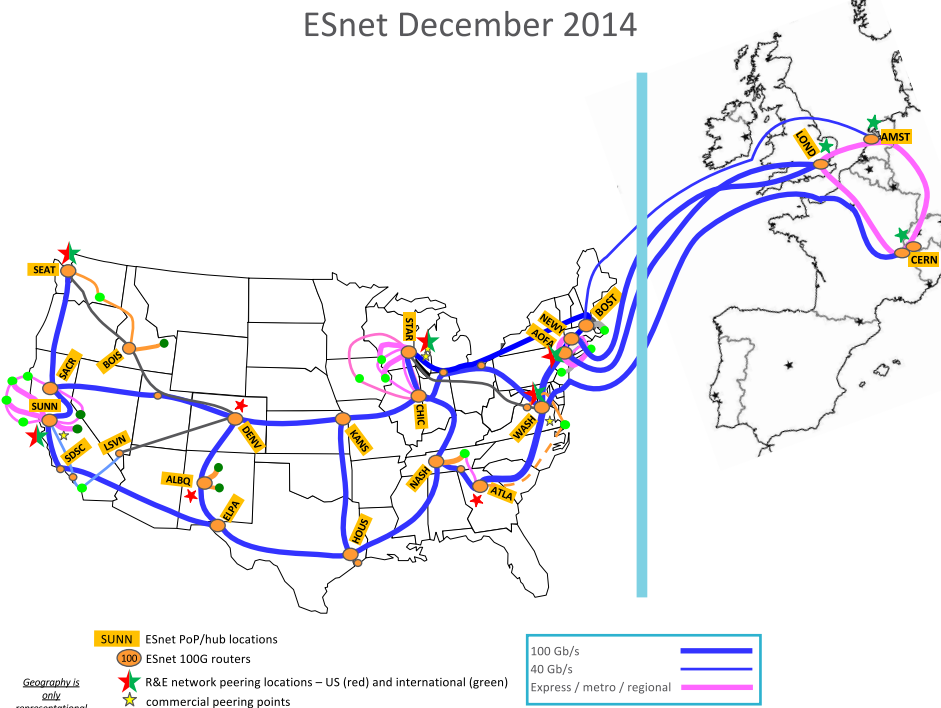 ESnet December 2014
AMST
LOND
CERN
SEAT
BOST
NEWY
AOFA
STAR
BOIS
SACR
SUNN
CHIC
WASH
SDSC
LSVN
DENV
KANS
NASH
ALBQ
ATLA
ELPA
HOUS
SUNN ESnet PoP/hub locations
100 ESnet 100G routers
R&E network peering locations – US (red) and international (green)
commercial peering points
Geography is
only
representational
100 Gb/s
40 Gb/s
Express / metro / regional